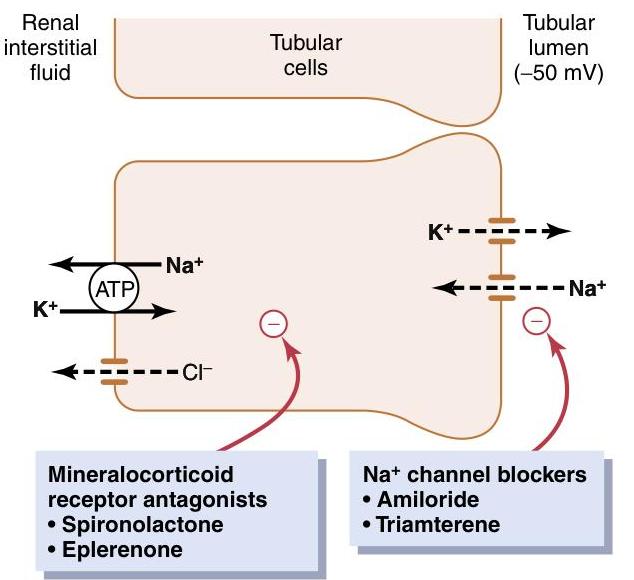 Renal
interstitial
fluid
Tubular
cells
Tubular
lumen
(–50 mV)
K+
Na+
ATP
Na+
K+
Cl–
–
–
Mineralocorticoid
receptor antagonists
• Spironolactone
• Eplerenone
Na+ channel blockers
• Amiloride
• Triamterene